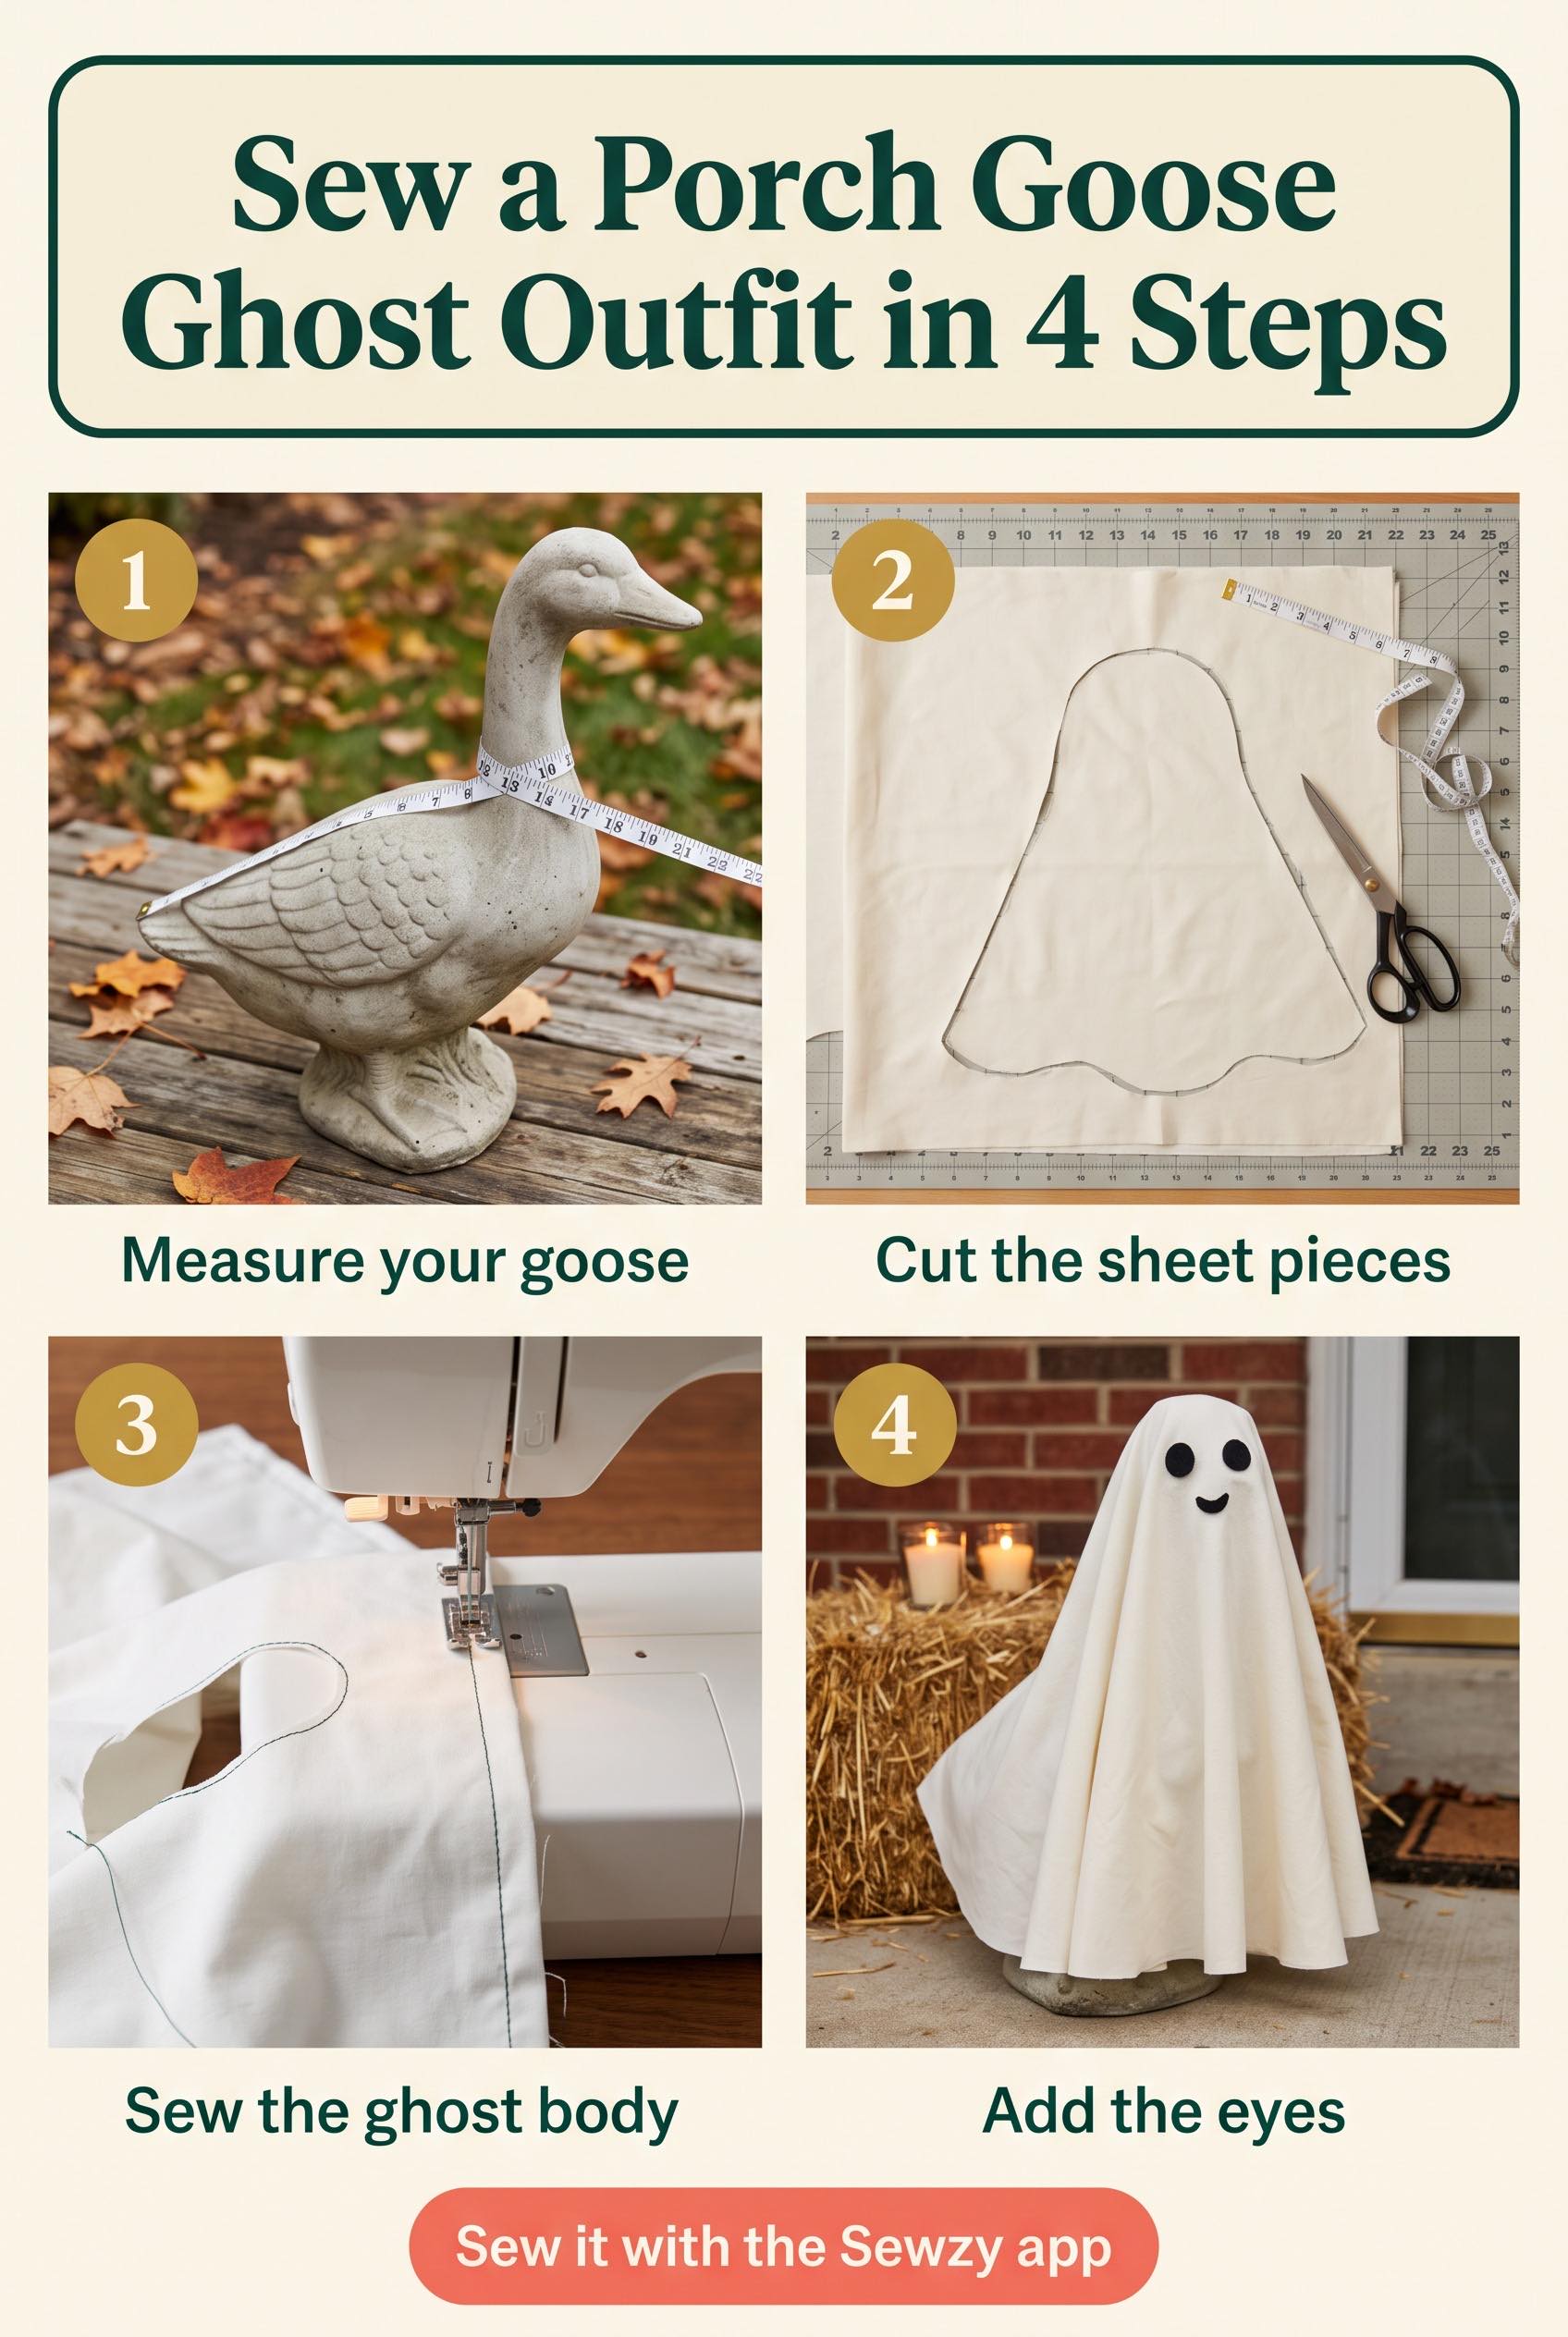 Sew a Porch Goose
Ghost Outfit in 4 Steps
1
2
Measure your goose
Cut the sheet pieces
3
4
Sew the ghost body
Add the eyes
Sew it with the Sewzy app